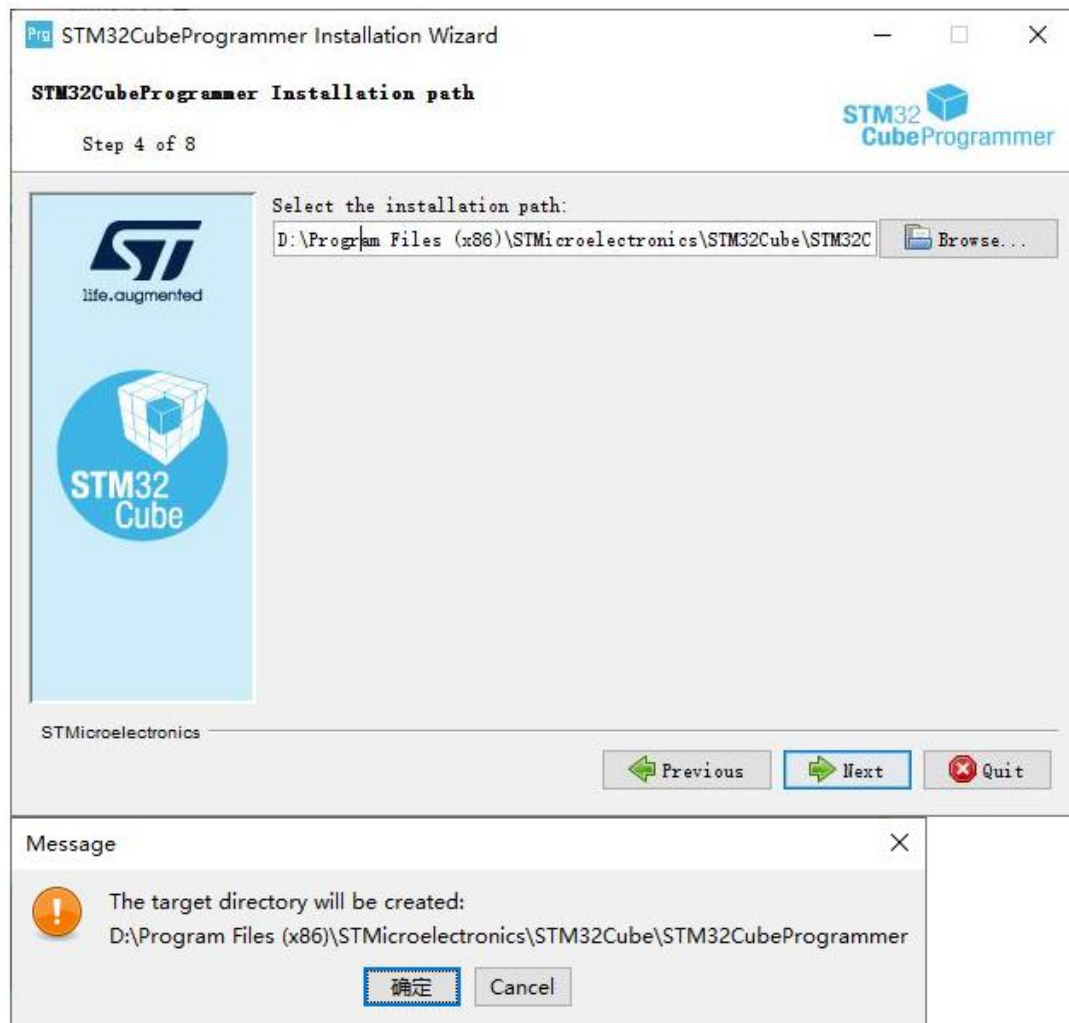 Prg STM32CubeProgrammer Installation Wizard
STM32CubeProgrammer Installation path
Step 4 of 8
STM32
CubeProgrammer
Select the installation path:
D:\Program Files (x86)\STMicroelectronics\STM32Cube\STM32C
Browse...
ST
life.augmented
STM32
Cube
STMicroelectronics
Previous
Next
Quit
Message
The target directory will be created:
D:\Program Files (x86)\STMicroelectronics\STM32Cube\STM32CubeProgrammer
确定
Cancel